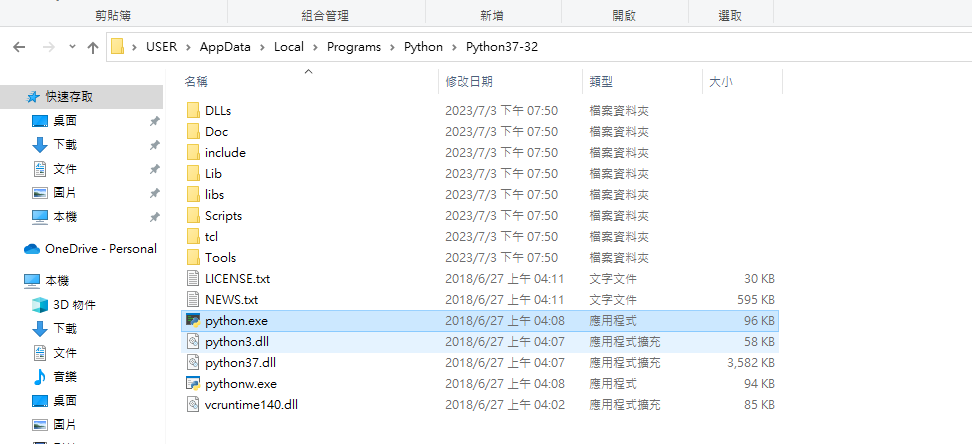 剪貼簿 組合管理 新增 開啟 選取
USER > AppData > Local > Programs > Python > Python37-32
名稱 修改日期 類型 大小
快速存取
桌面
下載
文件
圖片
本機
OneDrive - Personal
本機
3D 物件
下載
文件
音樂
桌面
圖片
DLLs 2023/7/3 下午 07:50 檔案資料夾
Doc 2023/7/3 下午 07:50 檔案資料夾
include 2023/7/3 下午 07:50 檔案資料夾
Lib 2023/7/3 下午 07:50 檔案資料夾
libs 2023/7/3 下午 07:50 檔案資料夾
Scripts 2023/7/3 下午 07:50 檔案資料夾
tcl 2023/7/3 下午 07:50 檔案資料夾
Tools 2023/7/3 下午 07:50 檔案資料夾
LICENSE.txt 2018/6/27 上午 04:11 文字文件 30 KB
NEWS.txt 2018/6/27 上午 04:11 文字文件 595 KB
python.exe 2018/6/27 上午 04:08 應用程式 96 KB
python3.dll 2018/6/27 上午 04:07 應用程式擴充 58 KB
python37.dll 2018/6/27 上午 04:07 應用程式擴充 3,582 KB
pythonw.exe 2018/6/27 上午 04:08 應用程式 94 KB
vcruntime140.dll 2018/6/27 上午 04:02 應用程式擴充 85 KB